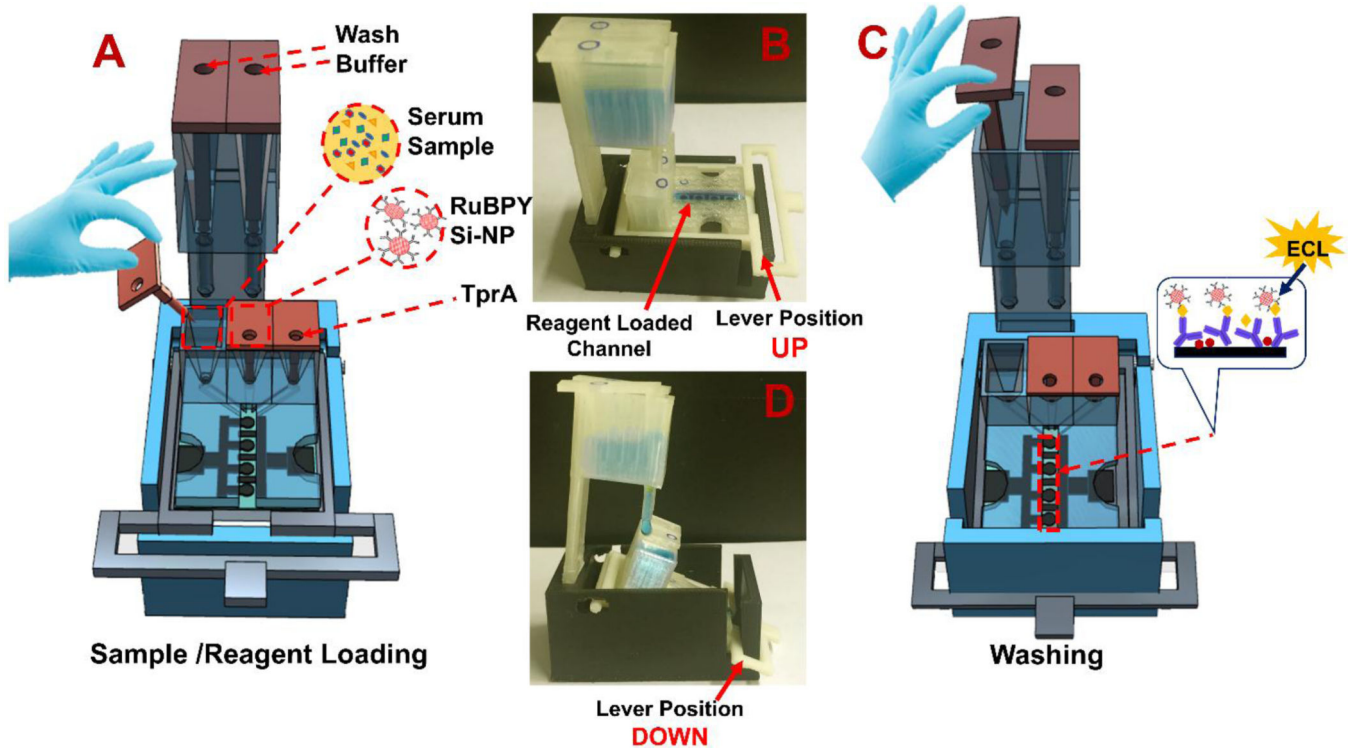 A
Wash
Buffer
Serum
Sample
RuBPY
Si-NP
TprA
Sample /Reagent Loading
B
Reagent Loaded
Channel
Lever Position
UP
D
Lever Position
DOWN
C
ECL
Washing